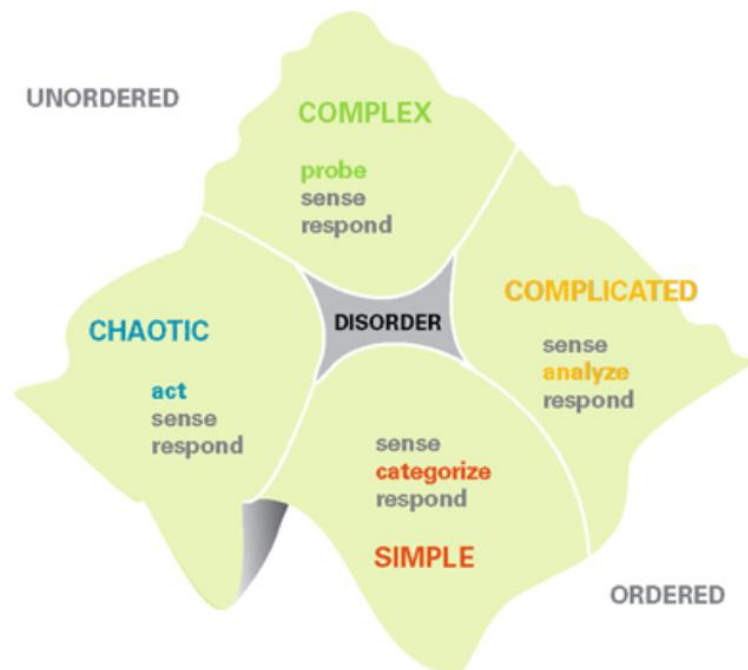 UNORDERED
COMPLEX
probe
sense
respond
CHAOTIC
act
sense
respond
DISORDER
COMPLICATED
sense
analyze
respond
sense
categorize
respond
SIMPLE
ORDERED